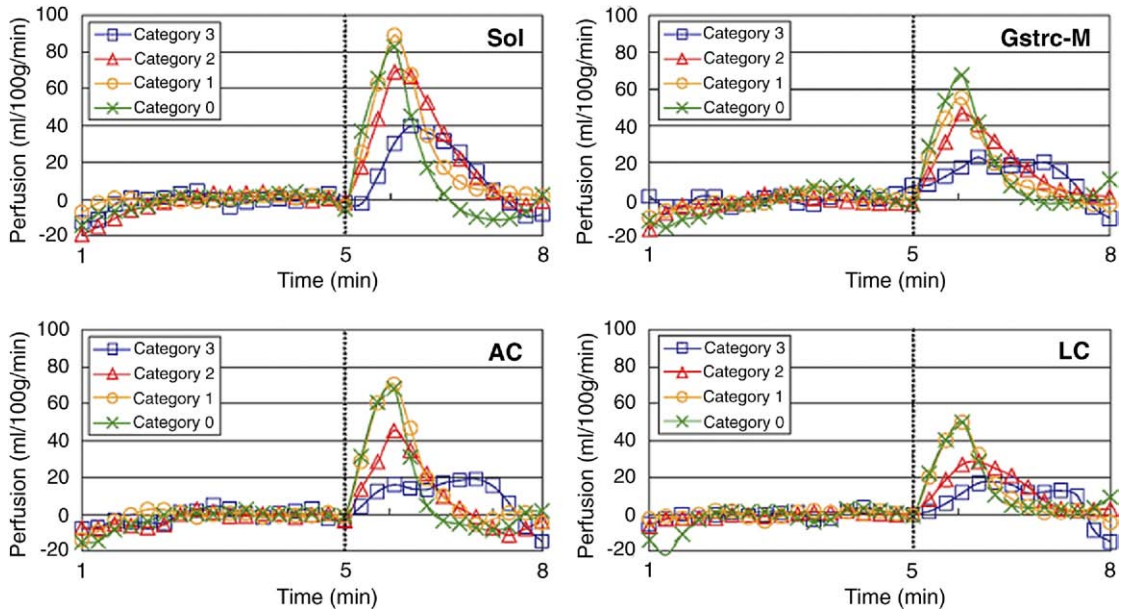 100
80
60
40
20
0
-20
Perfusion (ml/100g/min)
Category 3
Category 2
Category 1
Category 0
Sol
1
5
8
Time (min)
100
80
60
40
20
0
-20
Perfusion (ml/100g/min)
Category 3
Category 2
Category 1
Category 0
Gstrc-M
1
5
8
Time (min)
100
80
60
40
20
0
-20
Perfusion (ml/100g/min)
Category 3
Category 2
Category 1
Category 0
AC
1
5
8
Time (min)
100
80
60
40
20
0
-20
Perfusion (ml/100g/min)
Category 3
Category 2
Category 1
Category 0
LC
1
5
8
Time (min)